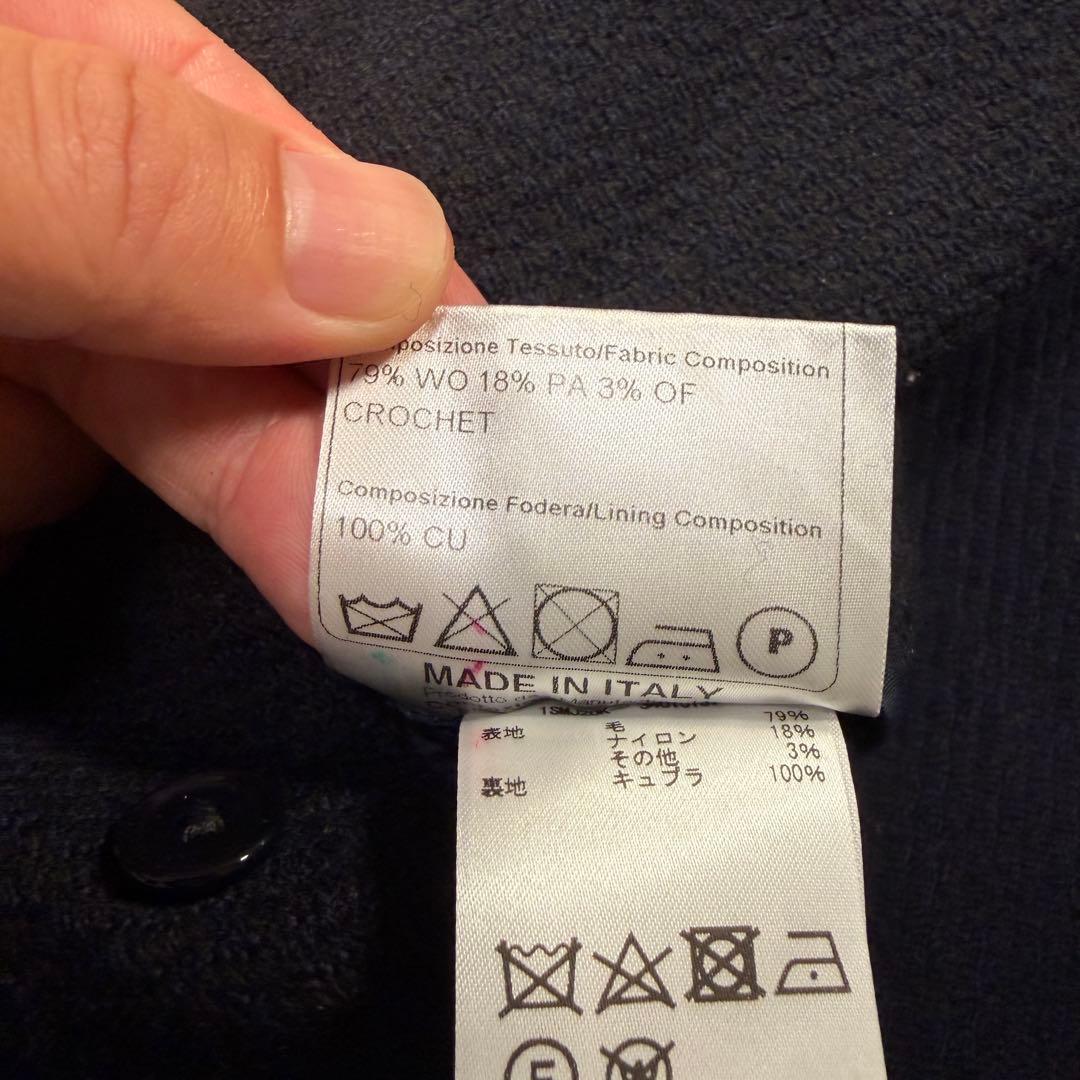 posizione Tessuto/Fabric Composition
79% WO 18% PA 3% OF
CROCHET
Composizione Fodera/Lining Composition
100% CU
P
MADE IN ITALY
Prodotto
表地 毛 79%
ナイロン 18%
その他 3%
裏地 キュプラ 100%
F
W